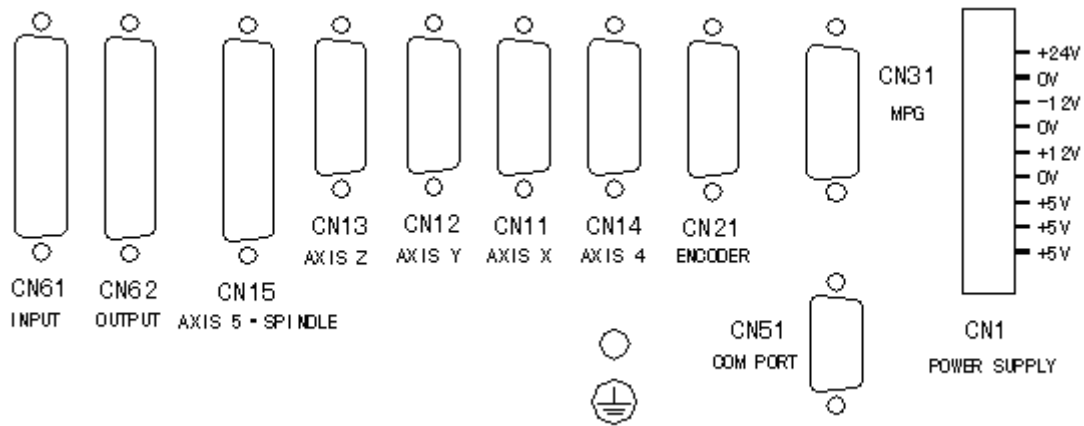 CN61
INPUT
CN62
OUTPUT
CN15
AXIS 5 - SPINDLE
CN13
AXIS Z
CN12
AXIS Y
CN11
AXIS X
CN14
AXIS 4
CN21
ENCODER
CN31
MPG
+24V
0V
-12V
0V
+12V
0V
+5V
+5V
+5V
CN51
COM PORT
CN1
POWER SUPPLY